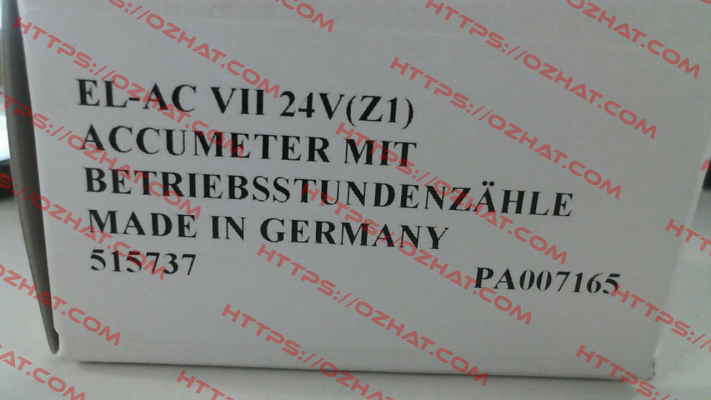 EL-AC VII 24V(Z1)
ACCUMETER MIT
BETRIEBSSTUNDENZÄHLE
MADE IN GERMANY
515737 PA007165
HTTPS://OZHAT.COM